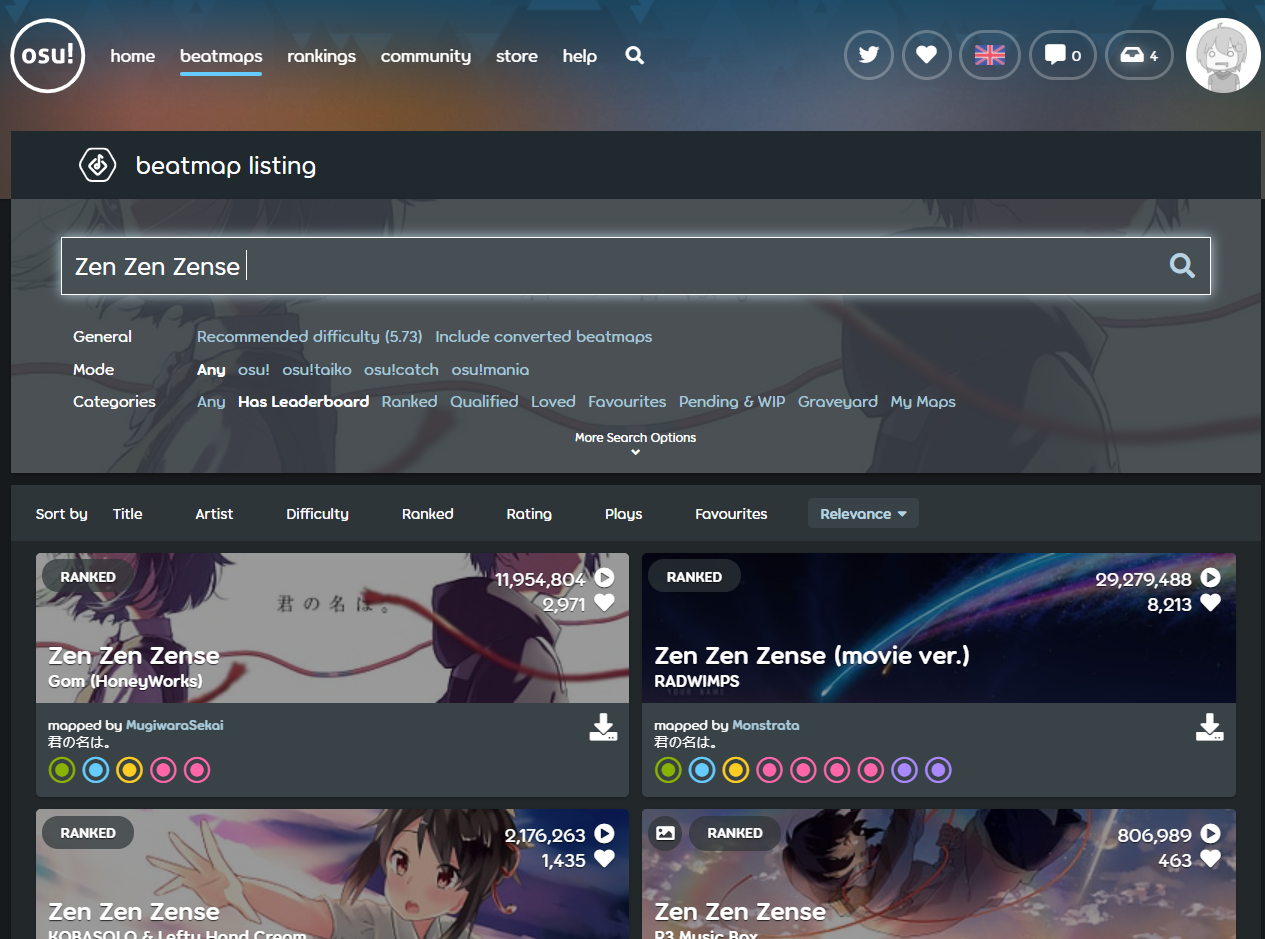 osu! home beatmaps rankings community store help 0 4
beatmap listing
Zen Zen Zense
General Recommended difficulty (5.73) Include converted beatmaps
Mode Any osu! osu!taiko osu!catch osu!mania
Categories Any Has Leaderboard Ranked Qualified Loved Favourites Pending & WIP Graveyard My Maps
More Search Options
Sort by Title Artist Difficulty Ranked Rating Plays Favourites Relevance
RANKED 11,954,804
2,971
君の名は。
Zen Zen Zense
Gom (HoneyWorks)
mapped by MugiwaraSekai
君の名は。
RANKED 29,279,488
8,213
Zen Zen Zense (movie ver.)
RADWIMPS
YOUR NAME
mapped by Monstrata
君の名は。
RANKED 2,176,263
1,435
Zen Zen Zense
KOBASOLO & Lefty Hand Cream
RANKED 806,989
463
Zen Zen Zense
R3 Music Box